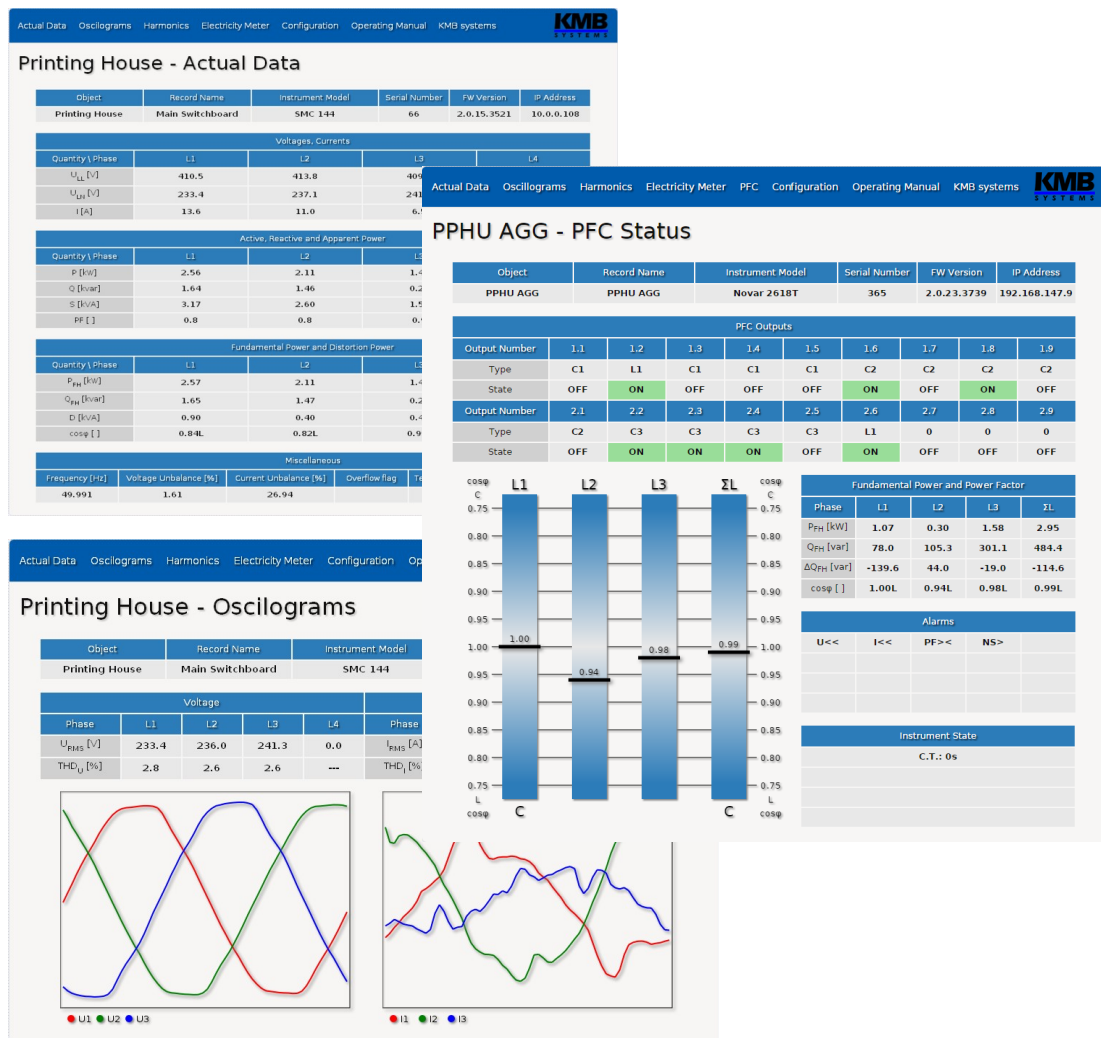 Actual Data Oscilograms Harmonics Electricity Meter Configuration Operating Manual KMB systems KMB SYSTEMS
Printing House - Actual Data
Object Record Name Instrument Model Serial Number FW Version IP Address
Printing House Main Switchboard SMC 144 66 2.0.15.3521 10.0.0.108
Voltages, Currents
Quantity \ Phase L1 L2 L3 L4
ULL [V] 410.5 413.8 409
ULN [V] 233.4 237.1 241
I [A] 13.6 11.0 6.
Active, Reactive and Apparent Power
Quantity \ Phase L1 L2
P [kW] 2.56 2.11 1.4
Q [kvar] 1.64 1.46 0.2
S [kVA] 3.17 2.60 1.5
PF [ ] 0.8 0.8 0.
Fundamental Power and Distortion Power
Quantity \ Phase L1 L2
PFH [kW] 2.57 2.11 1.4
QFH [kvar] 1.65 1.47 0.2
D [kVA] 0.90 0.40 0.4
cosφ [ ] 0.84L 0.82L 0.9
Miscellaneous
Frequency [Hz] Voltage Unbalance [%] Current Unbalance [%] Overflow flag
49.991 1.61 26.94
Actual Data Oscilograms Harmonics Electricity Meter PFC Configuration Operating Manual KMB systems KMB SYSTEMS
PPHU AGG - PFC Status
Object Record Name Instrument Model Serial Number FW Version IP Address
PPHU AGG PPHU AGG Novar 2618T 365 2.0.23.3739 192.168.147.9
PFC Outputs
Output Number 1.1 1.2 1.3 1.4 1.5 1.6 1.7 1.8 1.9
Type C1 L1 C1 C1 C1 C2 C2 C2 C2
State OFF ON OFF OFF OFF ON OFF ON OFF
Output Number 2.1 2.2 2.3 2.4 2.5 2.6 2.7 2.8 2.9
Type C2 C3 C3 C3 C3 L1 0 0 0
State OFF ON ON ON OFF ON OFF OFF OFF
cosφ L1 L2 L3 ΣL cosφ
C C
0.75 0.75
0.80 0.80
0.85 0.85
0.90 0.90
0.95 0.95
1.00 1.00 0.94 0.98 0.99 1.00
0.95 0.95
0.90 0.90
0.85 0.85
0.80 0.80
0.75 0.75
L L
cosφ C C cosφ
Fundamental Power and Power Factor
Phase L1 L2 L3 ΣL
PFH [kW] 1.07 0.30 1.58 2.95
QFH [var] 78.0 105.3 301.1 484.4
ΔQFH [var] -139.6 44.0 -19.0 -114.6
cosφ [ ] 1.00L 0.94L 0.98L 0.99L
Alarms
U<< I<< PF>< NS>
Instrument State
C.T.: 0s
Actual Data Oscilograms Harmonics Electricity Meter Configuration Op
Printing House - Oscilograms
Object Record Name Instrument Model
Printing House Main Switchboard SMC 144
Voltage
Phase L1 L2 L3 L4 Phase
URMS [V] 233.4 236.0 241.3 0.0 IRMS [A]
THDU [%] 2.8 2.6 2.6 --- THDI [%
U1 U2 U3
I1 I2 I3